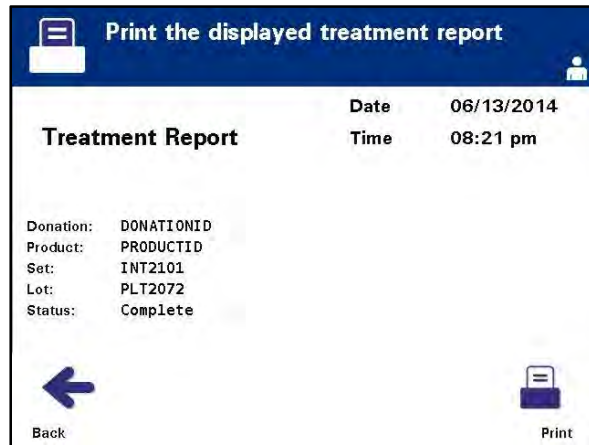 Print the displayed treatment report
Date 06/13/2014
Treatment Report Time 08:21 pm
Donation: DONATIONID
Product: PRODUCTID
Set: INT2101
Lot: PLT2072
Status: Complete
Back Print